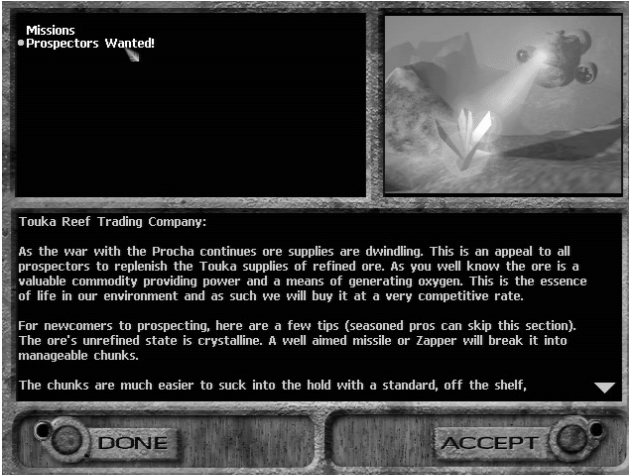 Missions
Prospectors Wanted!
Touka Reef Trading Company:
As the war with the Procha continues ore supplies are dwindling. This is an appeal to all
prospectors to replenish the Touka supplies of refined ore. As you well know the ore is a
valuable commodity providing power and a means of generating oxygen. This is the essence
of life in our environment and as such we will buy it at a very competitive rate.
For newcomers to prospecting, here are a few tips (seasoned pros can skip this section).
The ore's unrefined state is crystalline. A well aimed missile or Zapper will break it into
manageable chunks.
The chunks are much easier to suck into the hold with a standard, off the shelf,
DONE
ACCEPT